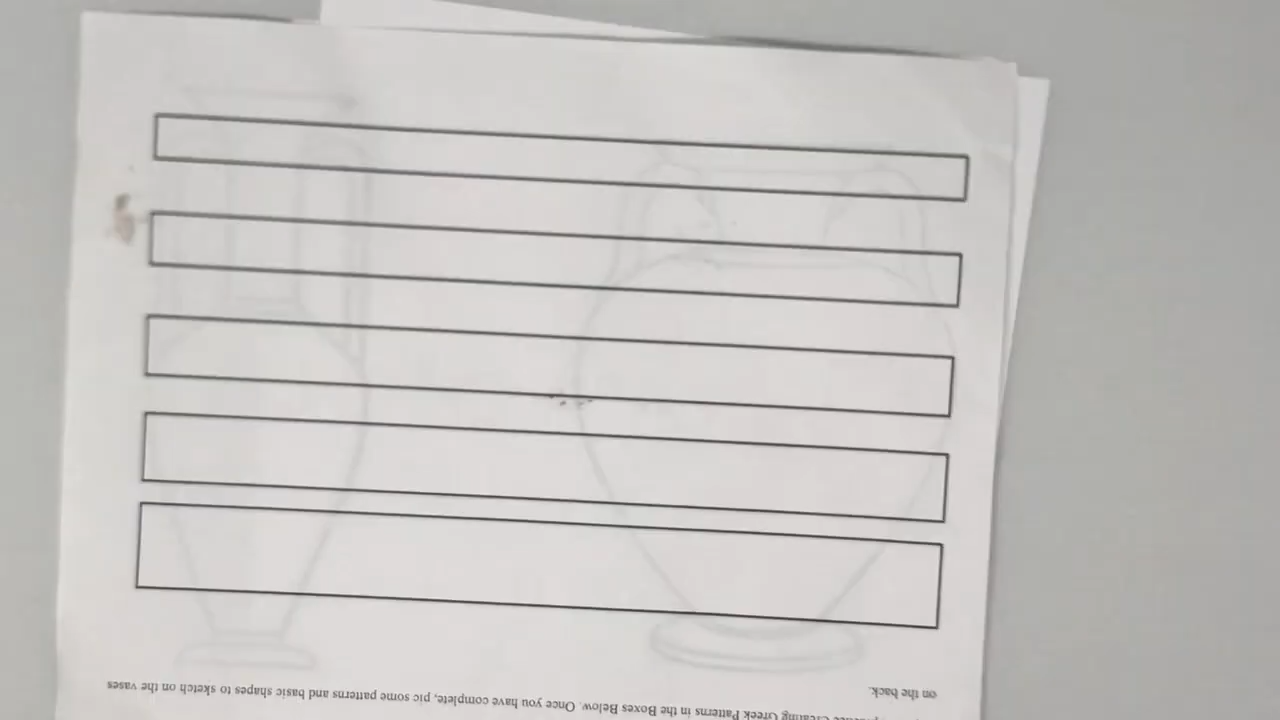 Creating Greek Patterns in the Boxes Below. Once you have complete, pic some patterns and basic shapes to sketch on the vases
on the back.